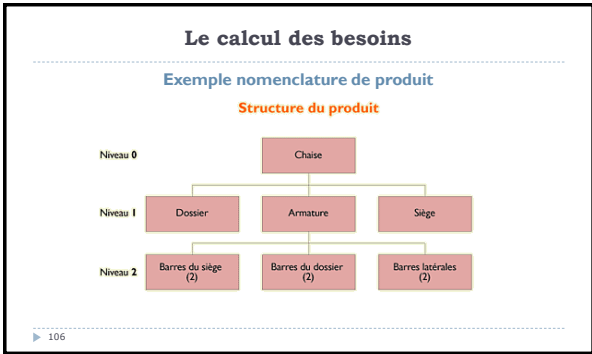 Le calcul des besoins
Exemple nomenclature de produit
Structure du produit
Niveau 0
Chaise
Niveau 1
Dossier
Armature
Siège
Niveau 2
Barres du siège
(2)
Barres du dossier
(2)
Barres latérales
(2)
106